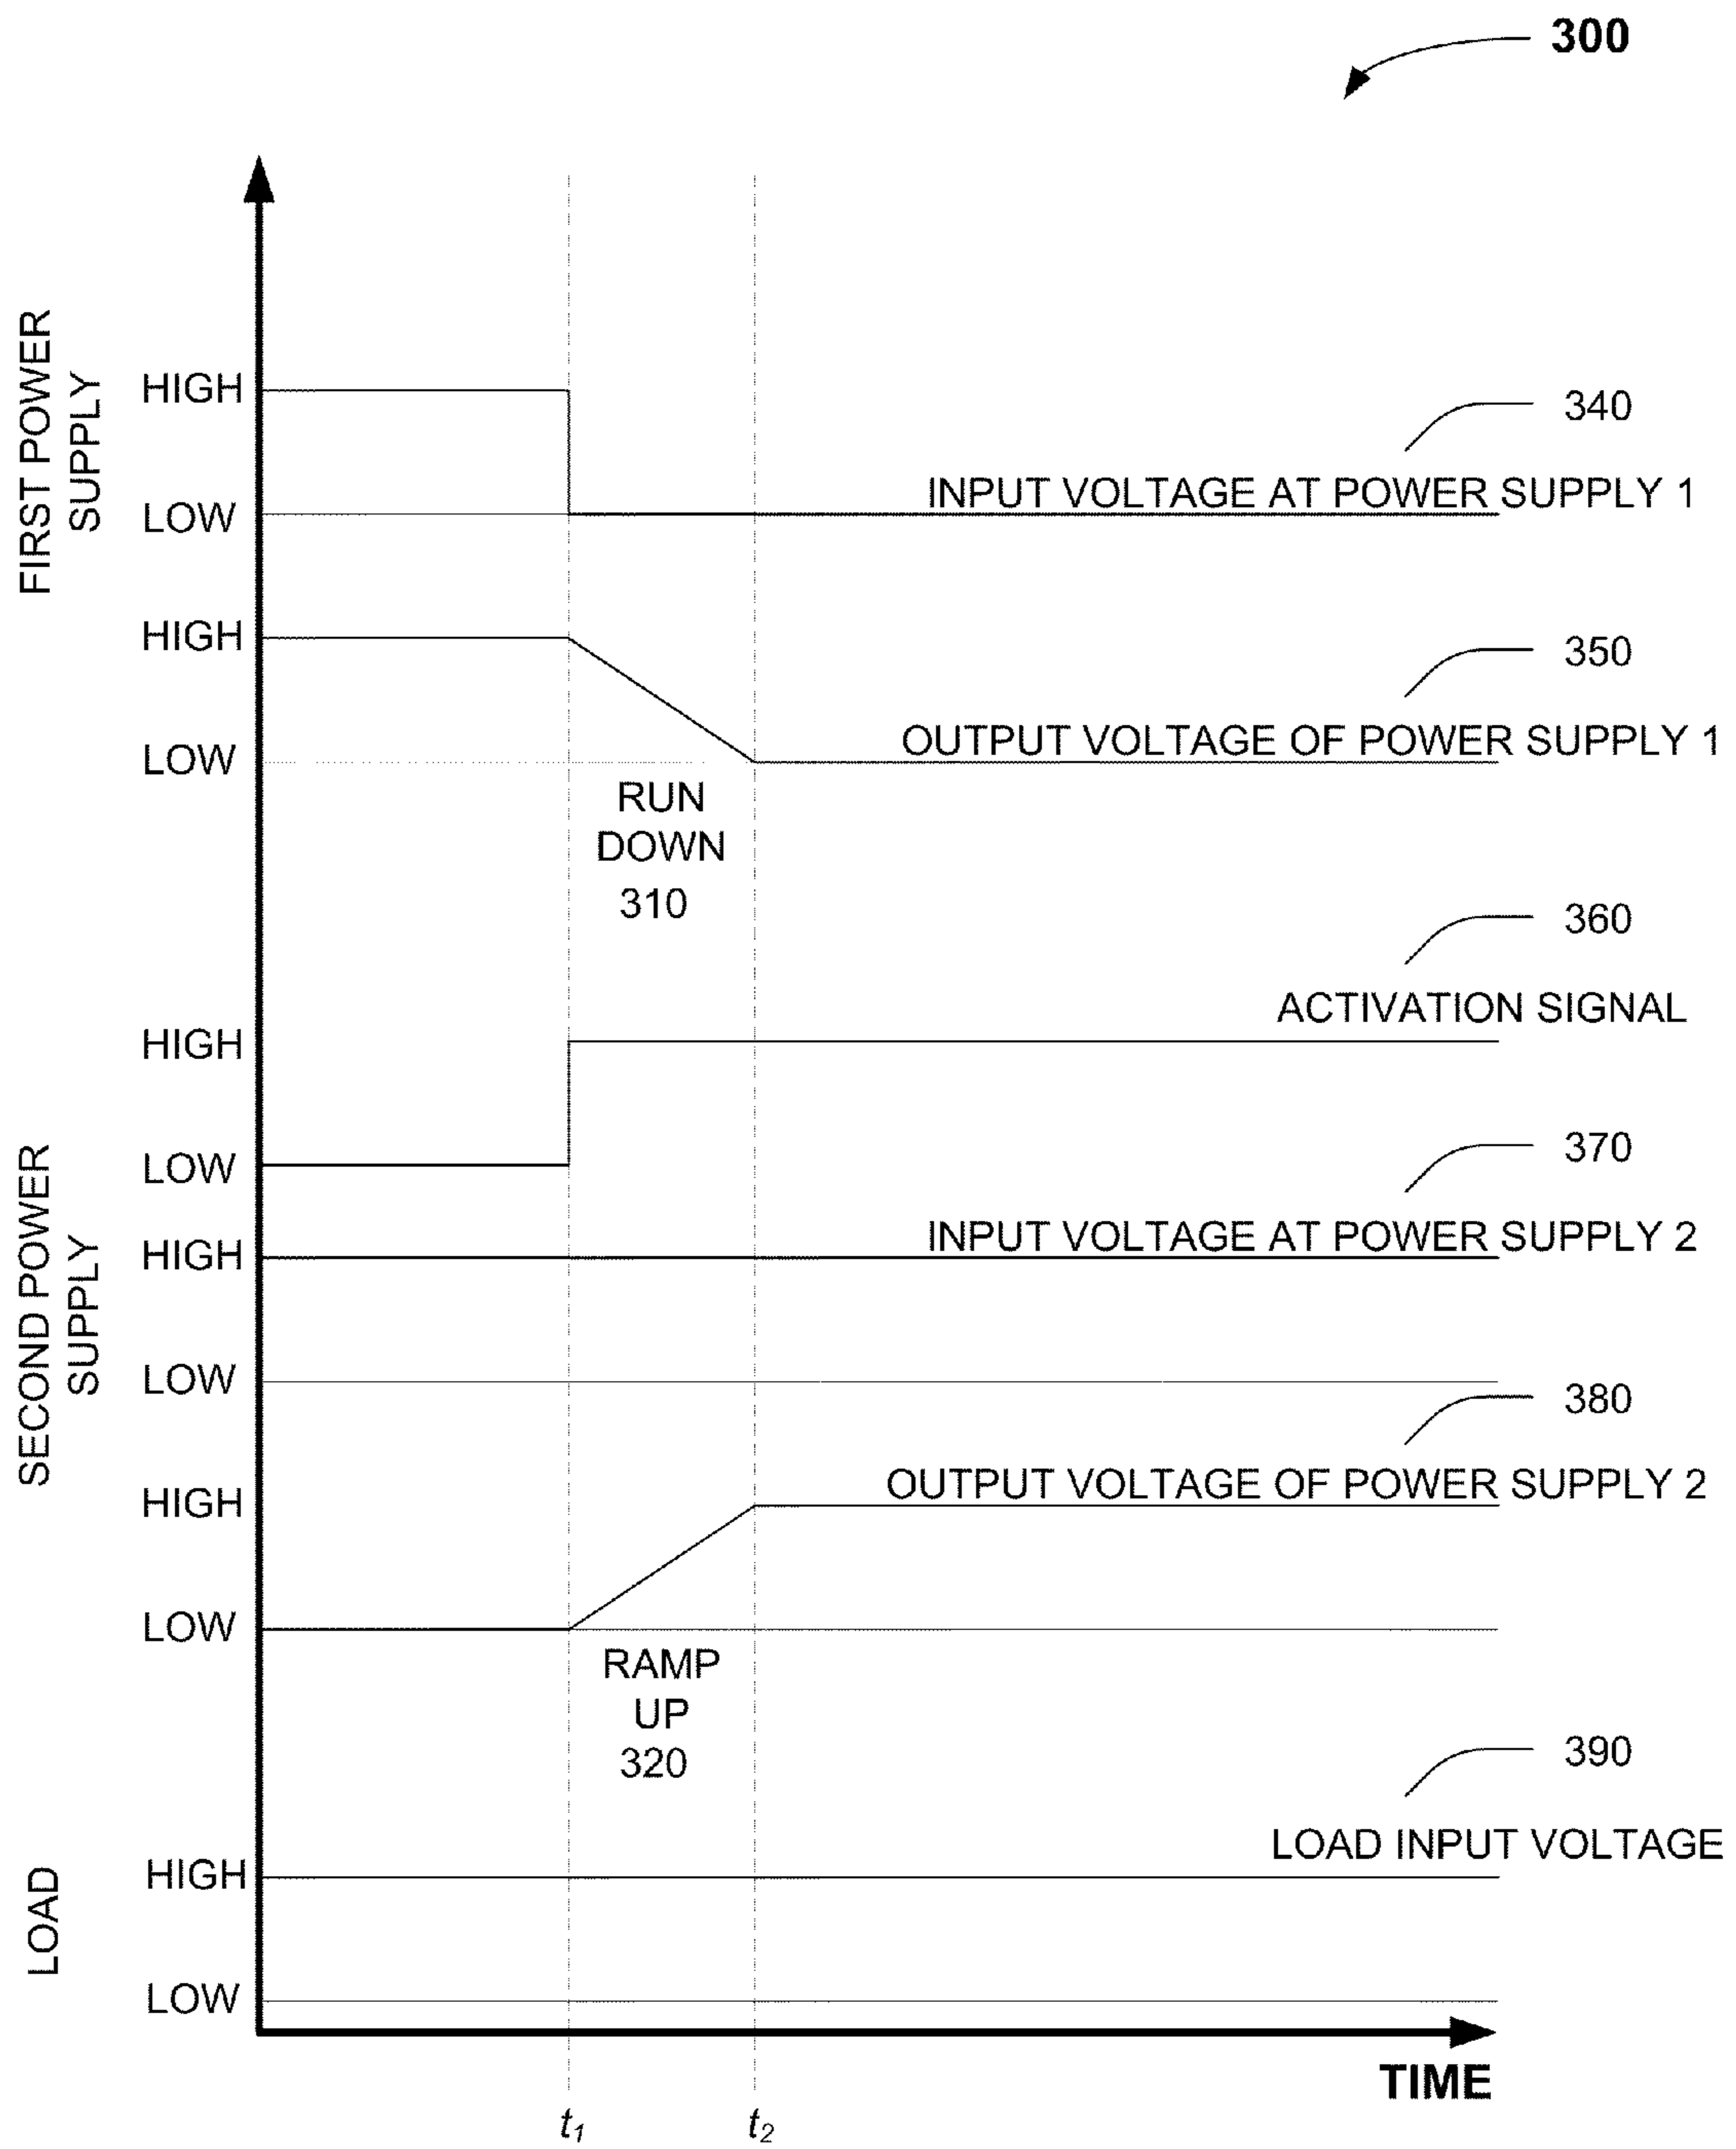 300
FIRST POWER
SUPPLY
HIGH
340
INPUT VOLTAGE AT POWER SUPPLY 1
LOW
HIGH
350
OUTPUT VOLTAGE OF POWER SUPPLY 1
LOW
RUN
DOWN
310
360
ACTIVATION SIGNAL
SECOND POWER
SUPPLY
HIGH
LOW
370
INPUT VOLTAGE AT POWER SUPPLY 2
HIGH
LOW
380
OUTPUT VOLTAGE OF POWER SUPPLY 2
HIGH
LOW
RAMP
UP
320
390
LOAD INPUT VOLTAGE
LOAD
HIGH
LOW
TIME
t1
t2